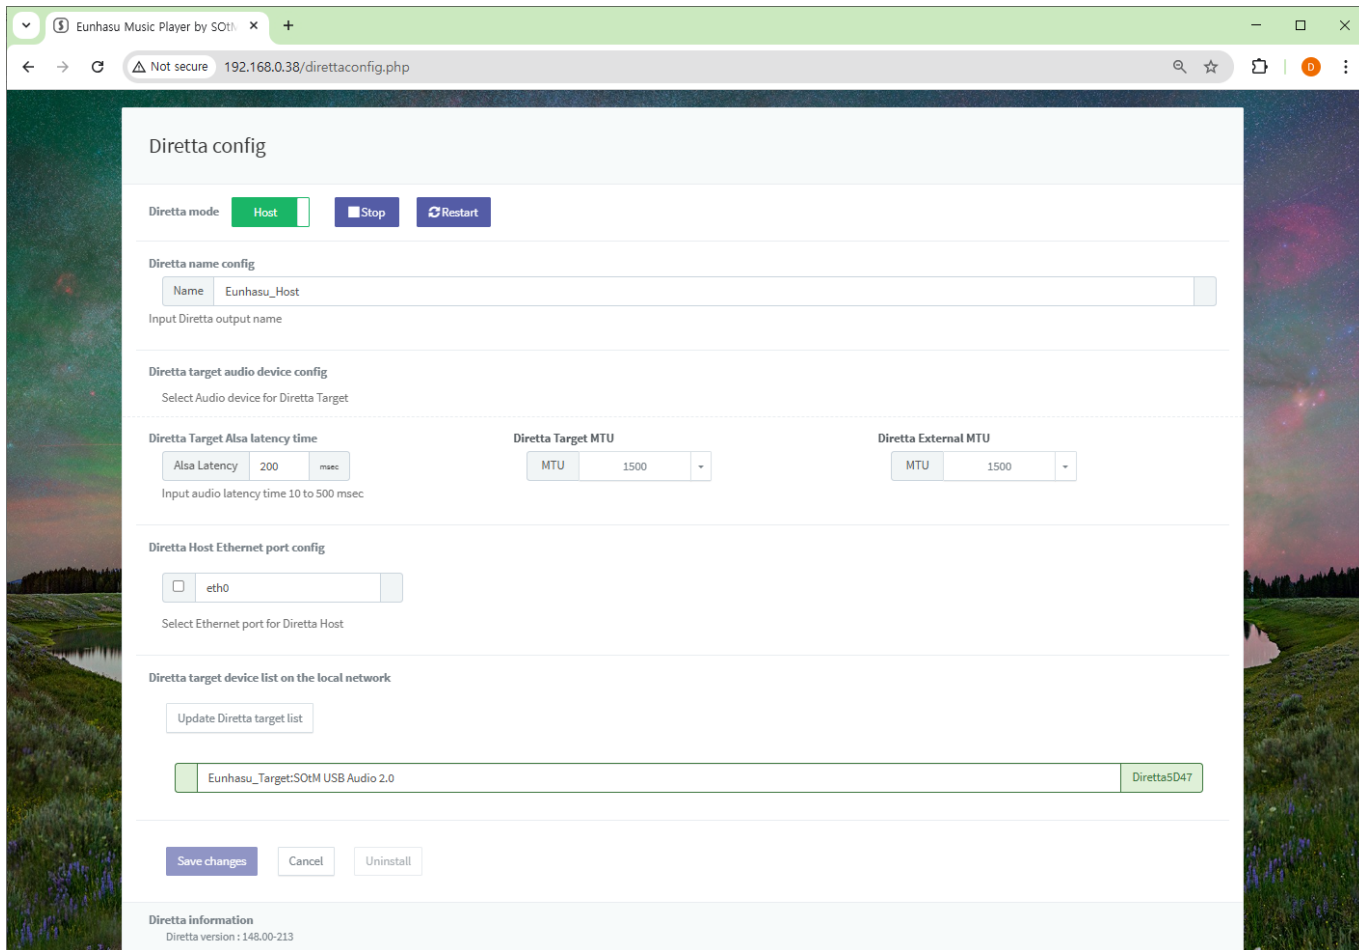 Eunhasu Music Player by SOtM
Not secure 192.168.0.38/direttaconfig.php
D
Diretta config
Diretta mode Host Stop Restart
Diretta name config
Name Eunhasu_Host
Input Diretta output name
Diretta target audio device config
Select Audio device for Diretta Target
Diretta Target Alsa latency time Diretta Target MTU Diretta External MTU
Alsa Latency 200 msec MTU 1500 MTU 1500
Input audio latency time 10 to 500 msec
Diretta Host Ethernet port config
eth0
Select Ethernet port for Diretta Host
Diretta target device list on the local network
Update Diretta target list
Eunhasu_Target:SOtM USB Audio 2.0 Diretta5D47
Save changes Cancel Uninstall
Diretta information
Diretta version : 148.00-213